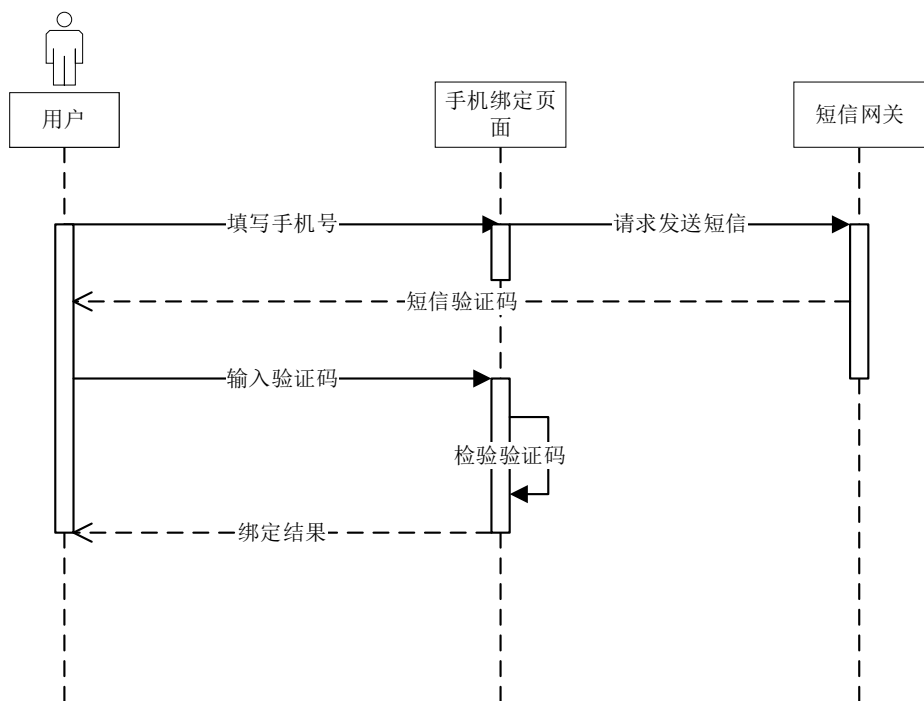 用户
手机绑定页
面
短信网关
填写手机号
请求发送短信
短信验证码
输入验证码
检验验证码
绑定结果